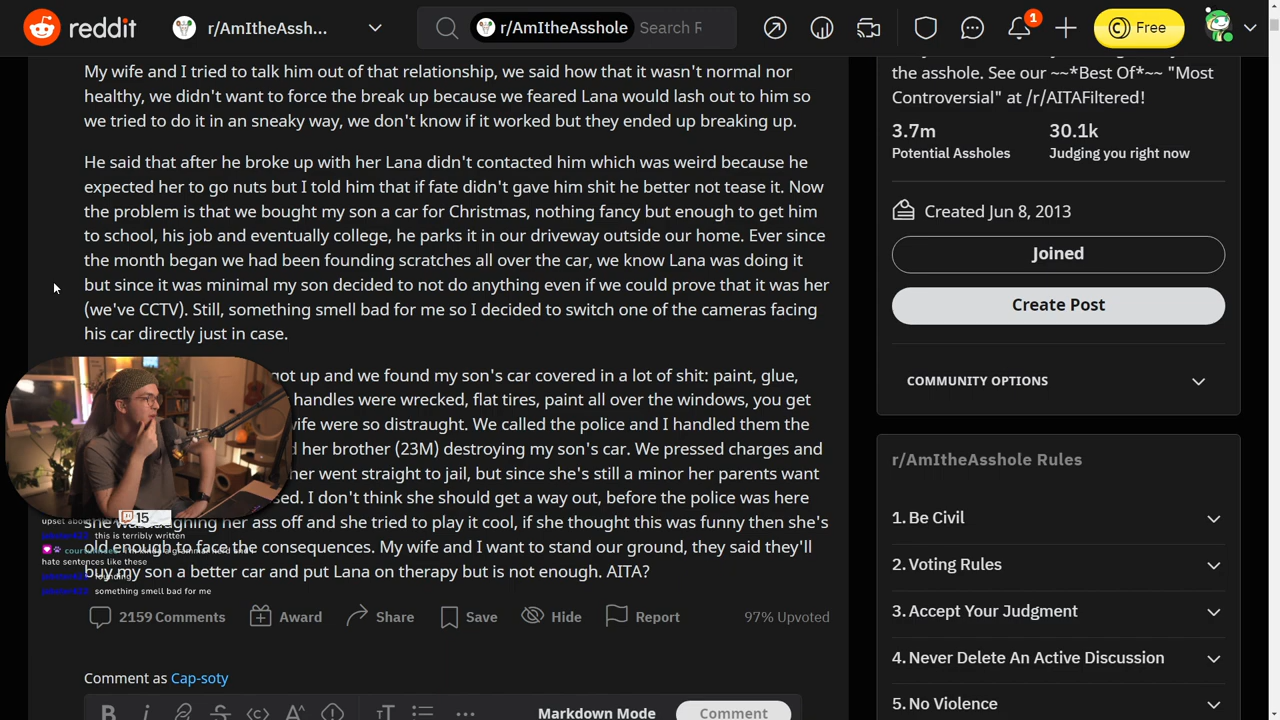 reddit
r/AmItheAssh...
r/AmItheAsshole
Search R
1
Free
My wife and I tried to talk him out of that relationship, we said how that it wasn't normal nor
healthy, we didn't want to force the break up because we feared Lana would lash out to him so
we tried to do it in an sneaky way, we don't know if it worked but they ended up breaking up.
He said that after he broke up with her Lana didn't contacted him which was weird because he
expected her to go nuts but I told him that if fate didn't gave him shit he better not tease it. Now
the problem is that we bought my son a car for Christmas, nothing fancy but enough to get him
to school, his job and eventually college, he parks it in our driveway outside our home. Ever since
the month began we had been founding scratches all over the car, we know Lana was doing it
but since it was minimal my son decided to not do anything even if we could prove that it was her
(we've CCTV). Still, something smell bad for me so I decided to switch one of the cameras facing
his car directly just in case.
got up and we found my son's car covered in a lot of shit: paint, glue,
handles were wrecked, flat tires, paint all over the windows, you get
wife were so distraught. We called the police and I handled them the
her brother (23M) destroying my son's car. We pressed charges and
her went straight to jail, but since she's still a minor her parents want
sed. I don't think she should get a way out, before the police was here
she was laughing her ass off and she tried to play it cool, if she thought this was funny then she's
old enough to face the consequences. My wife and I want to stand our ground, they said they'll
buy my son a better car and put Lana on therapy but is not enough. AITA?
15
this is terribly written
hate sentences like these
founding
something smell bad for me
2159 Comments
Award
Share
Save
Hide
Report
97% Upvoted
Comment as Cap-soty
Markdown Mode
Comment
the asshole. See our ~~*Best Of*~~ "Most
Controversial" at /r/AITAFiltered!
3.7m
30.1k
Potential Assholes
Judging you right now
Created Jun 8, 2013
Joined
Create Post
COMMUNITY OPTIONS
r/AmItheAsshole Rules
1. Be Civil
2. Voting Rules
3. Accept Your Judgment
4. Never Delete An Active Discussion
5. No Violence